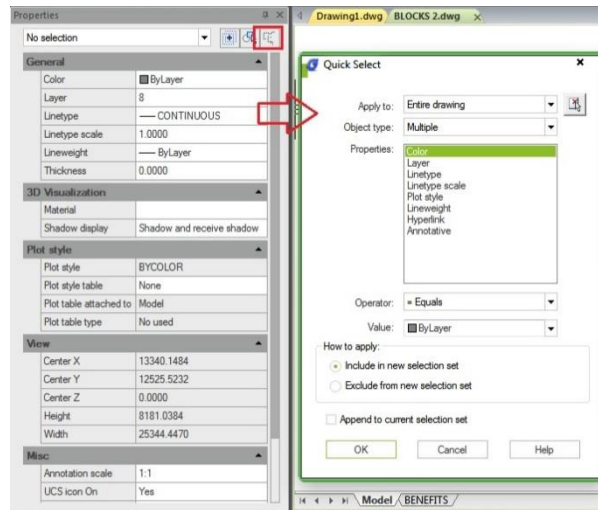 Properties
No selection
General
Color ByLayer
Layer 8
Linetype CONTINUOUS
Linetype scale 1.0000
Lineweight ByLayer
Thickness 0.0000
3D Visualization
Material
Shadow display Shadow and receive shadow
Plot style
Plot style BYCOLOR
Plot style table None
Plot table attached to Model
Plot table type No used
View
Center X 13340.1484
Center Y 12525.5232
Center Z 0.0000
Height 8181.0384
Width 25344.4470
Misc
Annotation scale 1:1
UCS icon On Yes
Drawing1.dwg BLOCKS 2.dwg
Quick Select
Apply to: Entire drawing
Object type: Multiple
Properties: Color
Layer
Linetype
Linetype scale
Plot style
Lineweight
Hyperlink
Annotative
Operator: = Equals
Value: ByLayer
How to apply:
Include in new selection set
Exclude from new selection set
Append to current selection set
OK Cancel Help
Model BENEFITS